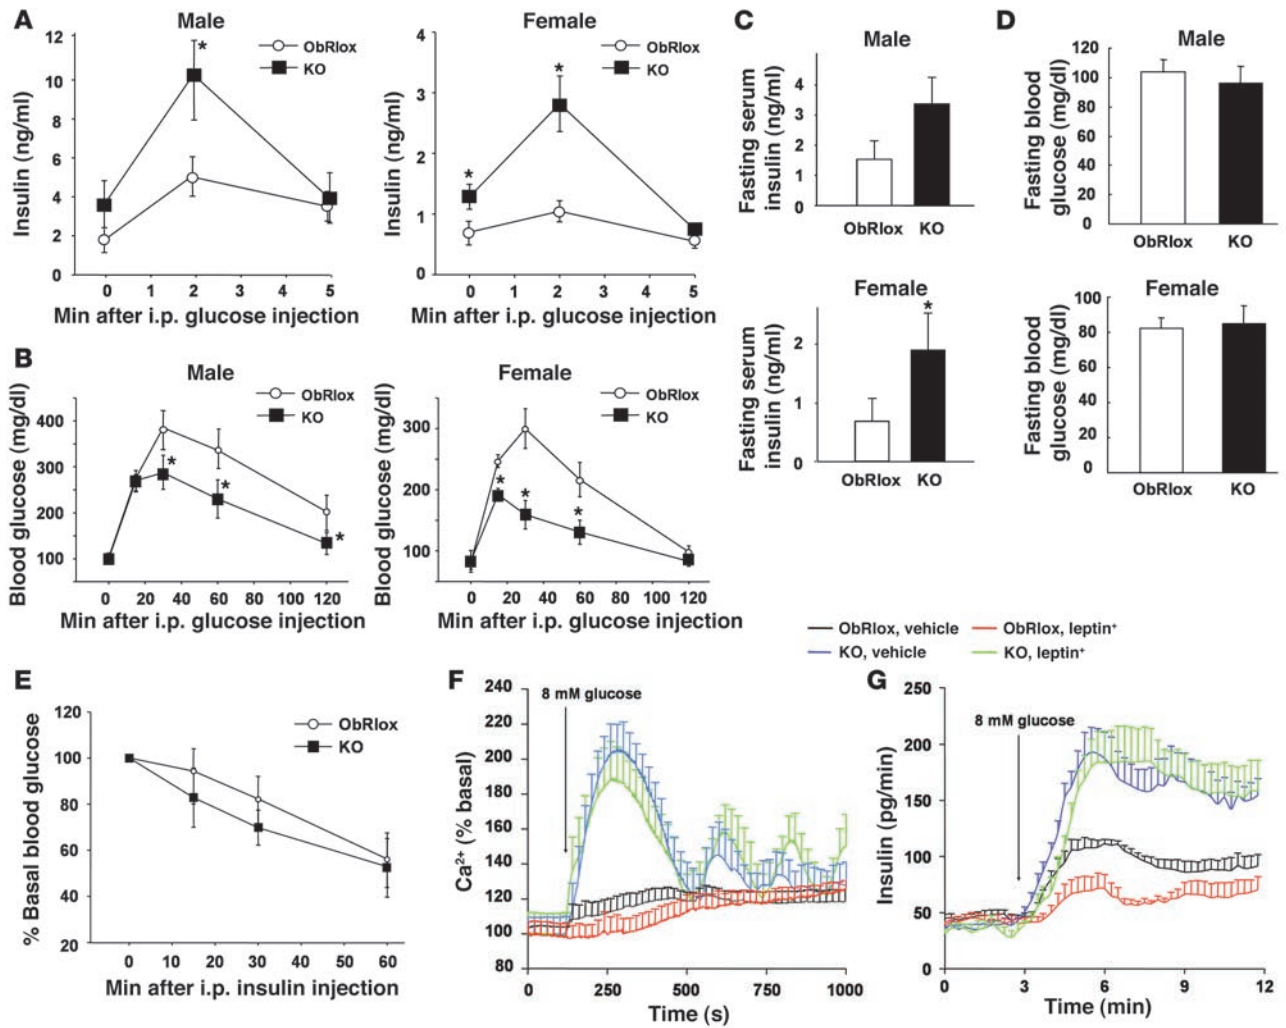 A
Male
Insulin (ng/ml)
12
10
8
6
4
2
0
ObRlox
KO
*
0 1 2 3 4 5
Min after i.p. glucose injection
Female
Insulin (ng/ml)
4
3
2
1
0
ObRlox
KO
*
*
0 1 2 3 4 5
Min after i.p. glucose injection
B
Male
Blood glucose (mg/dl)
400
300
200
100
ObRlox
KO
*
*
*
0 20 40 60 80 100 120
Min after i.p. glucose injection
Female
Blood glucose (mg/dl)
300
200
100
ObRlox
KO
*
*
*
0 20 40 60 80 100 120
Min after i.p. glucose injection
C
Male
Fasting serum
insulin (ng/ml)
4
3
2
1
0
ObRlox KO
Female
Fasting serum
insulin (ng/ml)
2
1
0
*
ObRlox KO
D
Male
Fasting blood
glucose (mg/dl)
120
100
80
60
40
20
0
ObRlox KO
Female
Fasting blood
glucose (mg/dl)
100
80
60
40
20
0
ObRlox KO
E
% Basal blood glucose
120
100
80
60
40
20
ObRlox
KO
0 10 20 30 40 50 60
Min after i.p. insulin injection
ObRlox, vehicle ObRlox, leptin⁺
KO, vehicle KO, leptin⁺
F
Ca²⁺ (% basal)
240
220
200
180
160
140
120
100
80
8 mM glucose
0 250 500 750 1000
Time (s)
G
Insulin (pg/min)
250
200
150
100
50
0
8 mM glucose
0 3 6 9 12
Time (min)